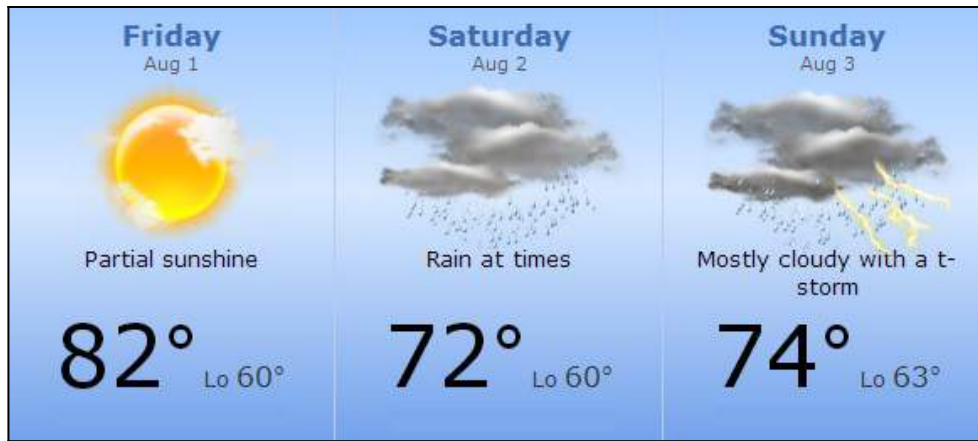 Friday
Aug 1
Partial sunshine
82° Lo 60°
Saturday
Aug 2
Rain at times
72° Lo 60°
Sunday
Aug 3
Mostly cloudy with a t-
storm
74° Lo 63°